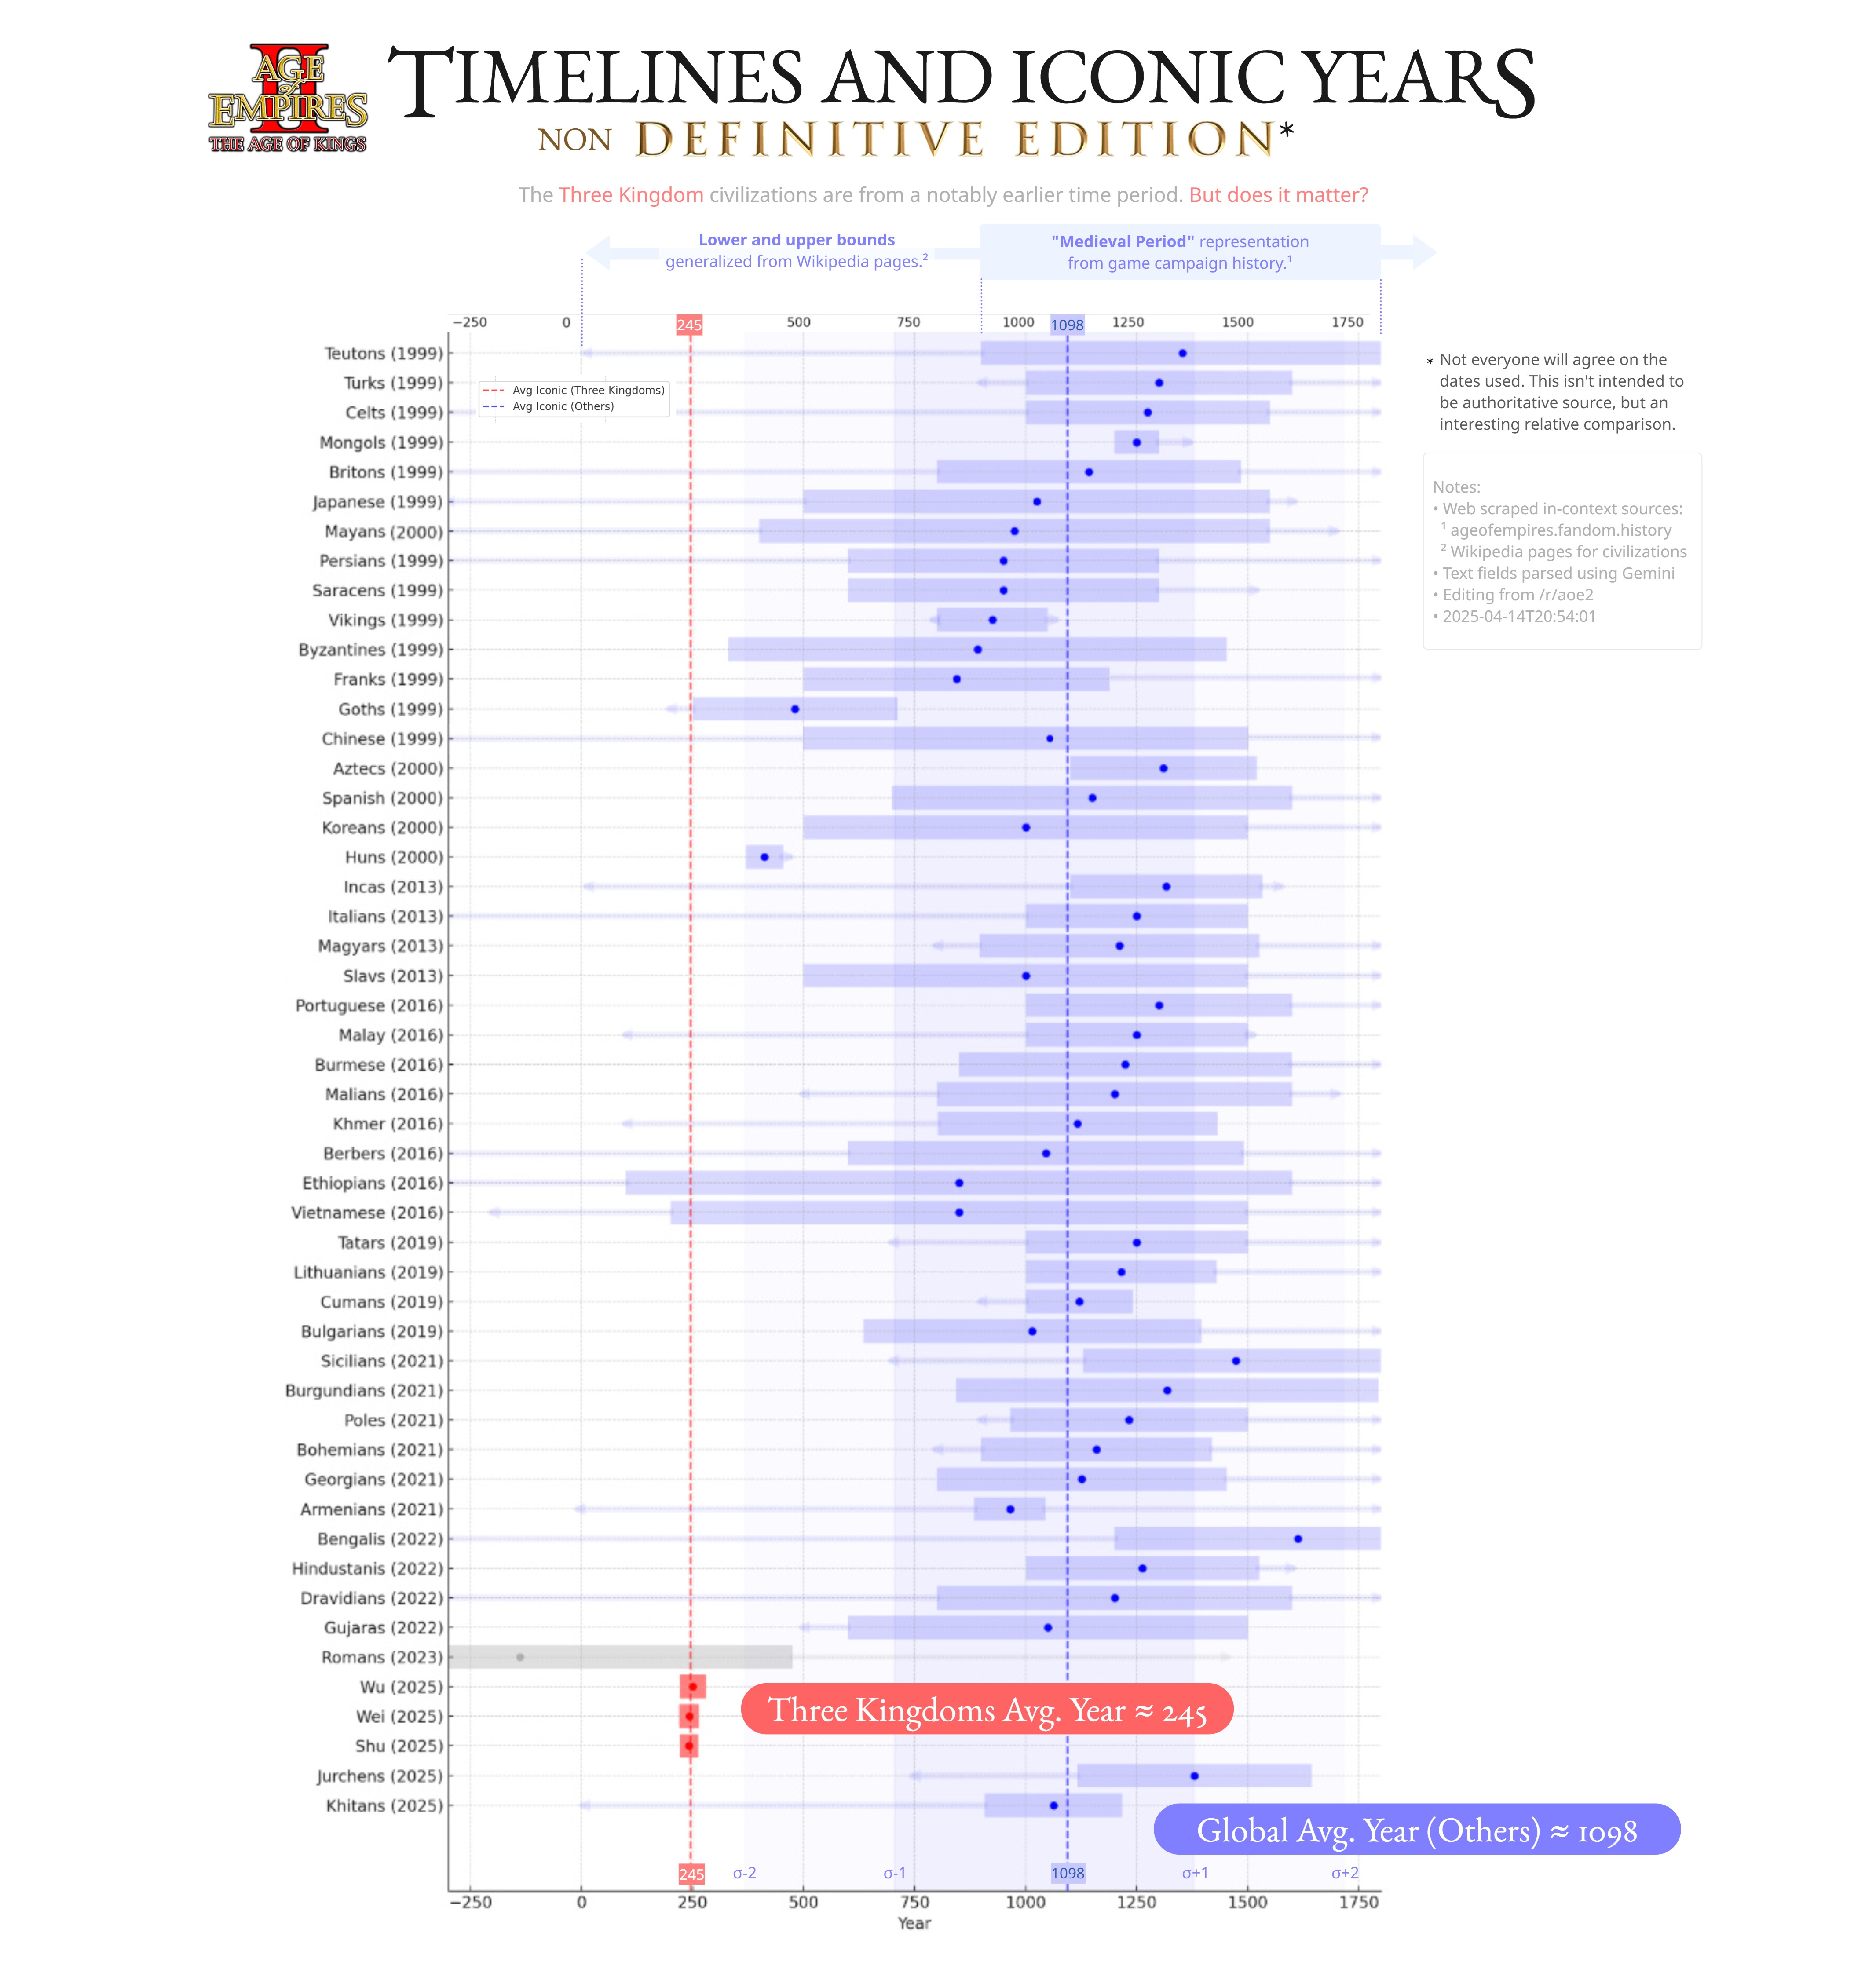 AGE
of
EMPIRES
II
THE AGE OF KINGS
TIMELINES AND ICONIC YEARS
NON DEFINITIVE EDITION*
The Three Kingdom civilizations are from a notably earlier time period. But does it matter?
Lower and upper bounds
generalized from Wikipedia pages.²
"Medieval Period" representation
from game campaign history.¹
−250 0 245 500 750 1000 1098 1250 1500 1750
Avg Iconic (Three Kingdoms)
Avg Iconic (Others)
Teutons (1999)
Turks (1999)
Celts (1999)
Mongols (1999)
Britons (1999)
Japanese (1999)
Mayans (2000)
Persians (1999)
Saracens (1999)
Vikings (1999)
Byzantines (1999)
Franks (1999)
Goths (1999)
Chinese (1999)
Aztecs (2000)
Spanish (2000)
Koreans (2000)
Huns (2000)
Incas (2013)
Italians (2013)
Magyars (2013)
Slavs (2013)
Portuguese (2016)
Malay (2016)
Burmese (2016)
Malians (2016)
Khmer (2016)
Berbers (2016)
Ethiopians (2016)
Vietnamese (2016)
Tatars (2019)
Lithuanians (2019)
Cumans (2019)
Bulgarians (2019)
Sicilians (2021)
Burgundians (2021)
Poles (2021)
Bohemians (2021)
Georgians (2021)
Armenians (2021)
Bengalis (2022)
Hindustanis (2022)
Dravidians (2022)
Gujaras (2022)
Romans (2023)
Wu (2025)
Wei (2025)
Shu (2025)
Jurchens (2025)
Khitans (2025)
* Not everyone will agree on the
dates used. This isn't intended to
be authoritative source, but an
interesting relative comparison.
Notes:
• Web scraped in-context sources:
¹ ageofempires.fandom.history
² Wikipedia pages for civilizations
• Text fields parsed using Gemini
• Editing from /r/aoe2
• 2025-04-14T20:54:01
Three Kingdoms Avg. Year ≈ 245
Global Avg. Year (Others) ≈ 1098
245 σ-2 σ-1 1098 σ+1 σ+2
−250 0 250 500 750 1000 1250 1500 1750
Year